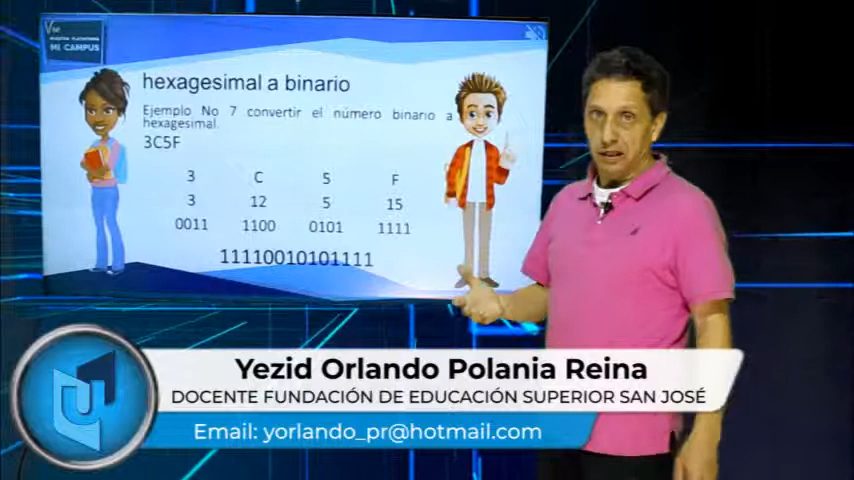 MI CAMPUS
hexagesimal a binario
Ejemplo No 7 convertir el número binario a
hexagesimal.
3C5F
3 C 5 F
3 12 5 15
0011 1100 0101 1111
11110010101111
Yezid Orlando Polania Reina
DOCENTE FUNDACIÓN DE EDUCACIÓN SUPERIOR SAN JOSÉ
Email: yorlando_pr@hotmail.com